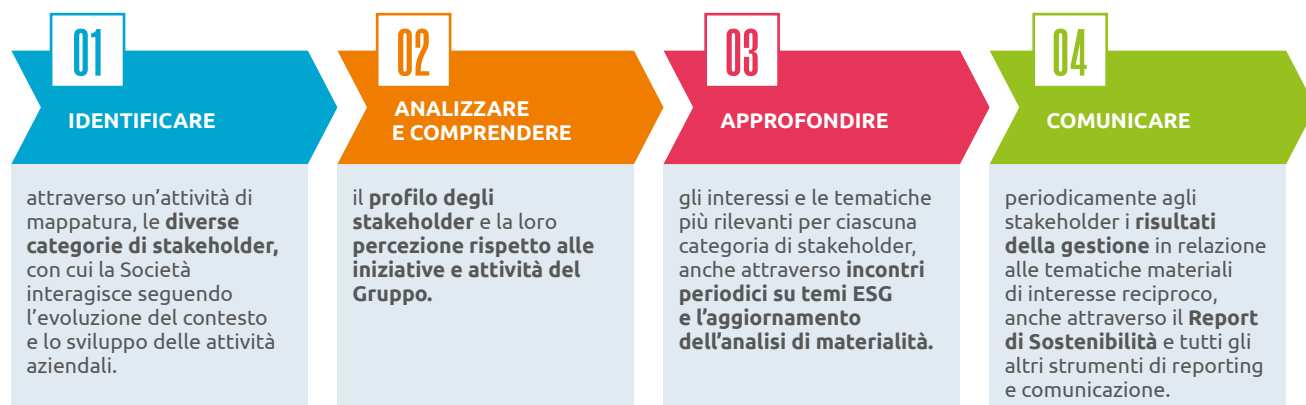 01
IDENTIFICARE
attraverso un'attività di
mappatura, le diverse
categorie di stakeholder,
con cui la Società
interagisce seguendo
l'evoluzione del contesto
e lo sviluppo delle attività
aziendali.
02
ANALIZZARE
E COMPRENDERE
il profilo degli
stakeholder e la loro
percezione rispetto alle
iniziative e attività del
Gruppo.
03
APPROFONDIRE
gli interessi e le tematiche
più rilevanti per ciascuna
categoria di stakeholder,
anche attraverso incontri
periodici su temi ESG
e l'aggiornamento
dell'analisi di materialità.
04
COMUNICARE
periodicamente agli
stakeholder i risultati
della gestione in relazione
alle tematiche materiali
di interesse reciproco,
anche attraverso il Report
di Sostenibilità e tutti gli
altri strumenti di reporting
e comunicazione.